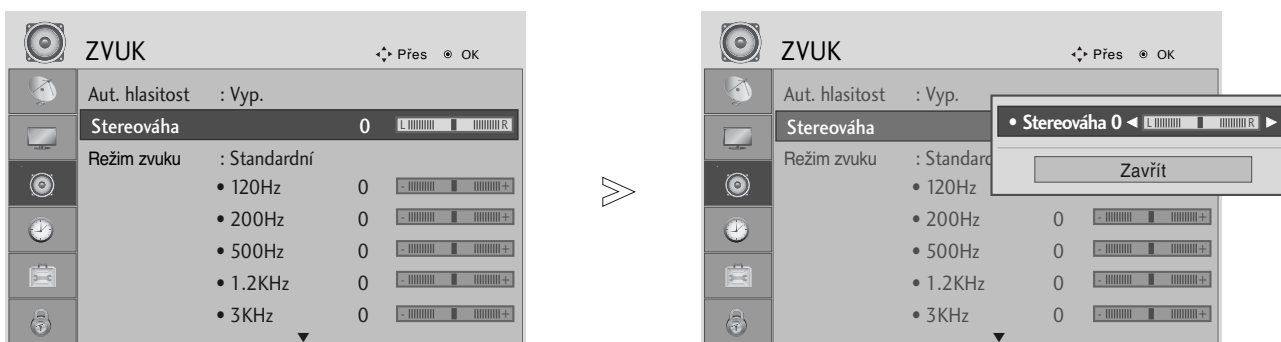 ZVUK
Přes OK
Aut. hlasitost : Vyp.
Stereováha 0 L R
Režim zvuku : Standardní
• 120Hz 0 - +
• 200Hz 0 - +
• 500Hz 0 - +
• 1.2KHz 0 - +
• 3KHz 0 - +
ZVUK
Přes OK
Aut. hlasitost : Vyp.
Stereováha
• Stereováha 0 L R
Zavřít
Režim zvuku : Standard
• 120Hz
• 200Hz 0 - +
• 500Hz 0 - +
• 1.2KHz 0 - +
• 3KHz 0 - +